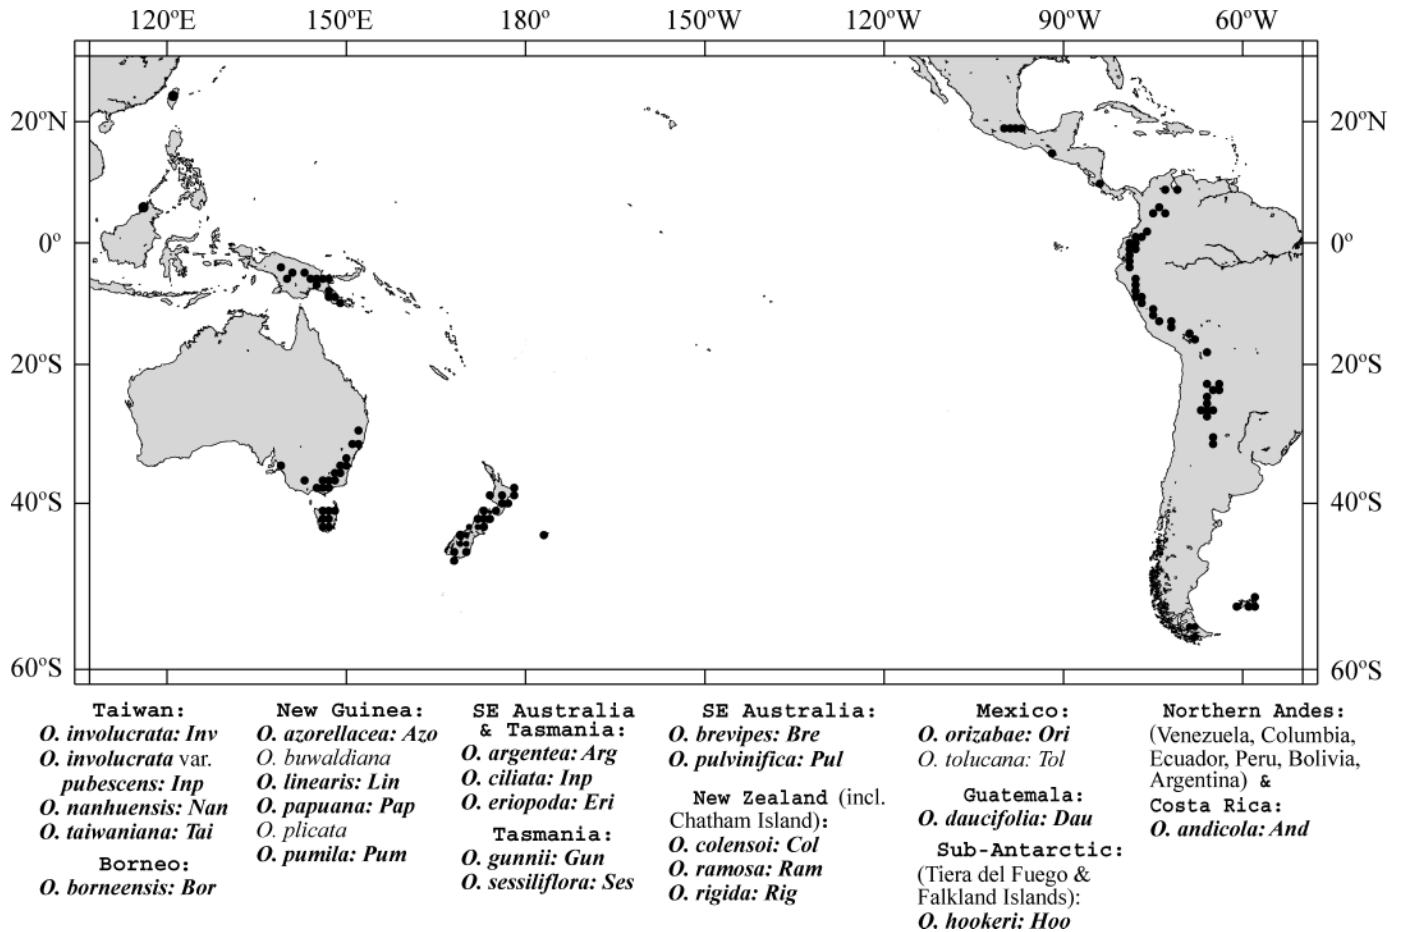 120ºE 150ºE 180º 150ºW 120ºW 90ºW 60ºW
20ºN 20ºN
0º 0º
20ºS 20ºS
40ºS 40ºS
60ºS 60ºS
Taiwan:
O. involucrata: Inv
O. involucrata var.
pubescens: Inp
O. nanhuensis: Nan
O. taiwaniana: Tai
Borneo:
O. borneensis: Bor
New Guinea:
O. azorellacea: Azo
O. buwaldiana
O. linearis: Lin
O. papuana: Pap
O. plicata
O. pumila: Pum
SE Australia
& Tasmania:
O. argentea: Arg
O. ciliata: Inp
O. eriopoda: Eri
Tasmania:
O. gunnii: Gun
O. sessiliflora: Ses
SE Australia:
O. brevipes: Bre
O. pulvinifica: Pul
New Zealand (incl.
Chatham Island):
O. colensoi: Col
O. ramosa: Ram
O. rigida: Rig
Mexico:
O. orizabae: Ori
O. tolucana: Tol
Guatemala:
O. daucifolia: Dau
Sub-Antarctic:
(Tiera del Fuego &
Falkland Islands):
O. hookeri: Hoo
Northern Andes:
(Venezuela, Columbia,
Ecuador, Peru, Bolivia,
Argentina) &
Costa Rica:
O. andicola: And